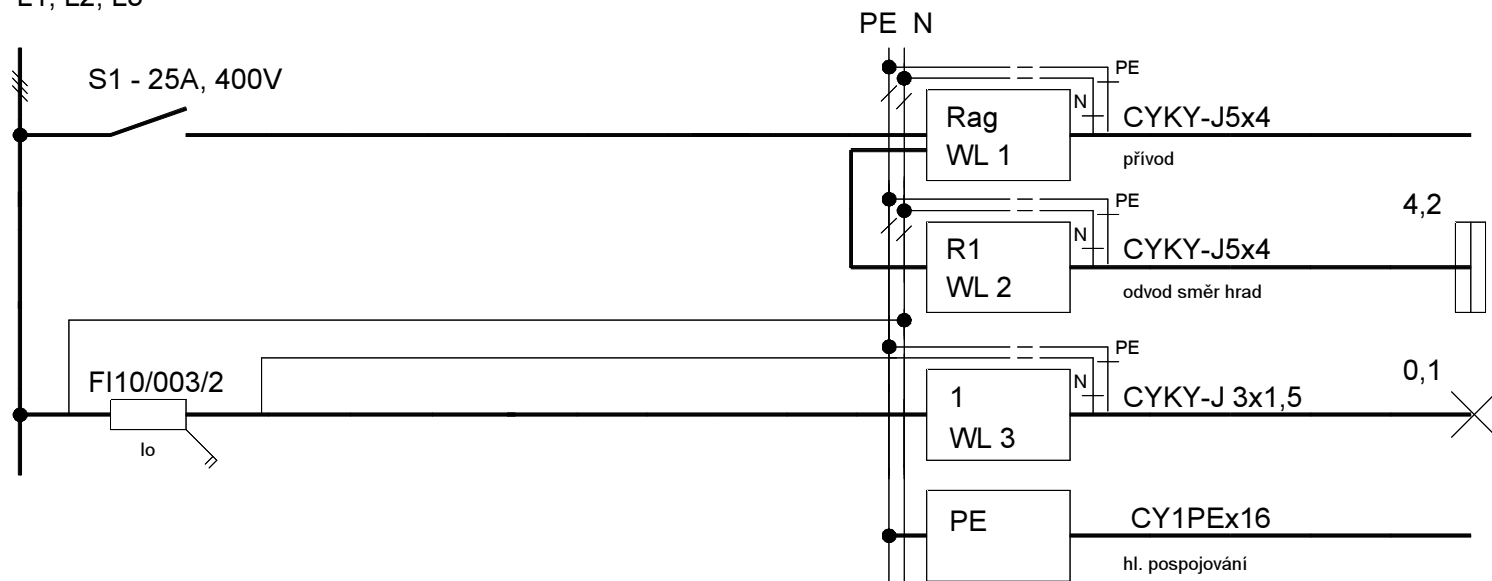 L1, L2, L3
PE N
S1 - 25A, 400V
PE
N
Rag
WL 1
CYKY-J5x4
přívod
PE
N
R1
WL 2
CYKY-J5x4
odvod směr hrad
4,2
FI10/003/2
Io
PE
N
1
WL 3
CYKY-J 3x1,5
0,1
PE
CY1PEx16
hl. pospojování